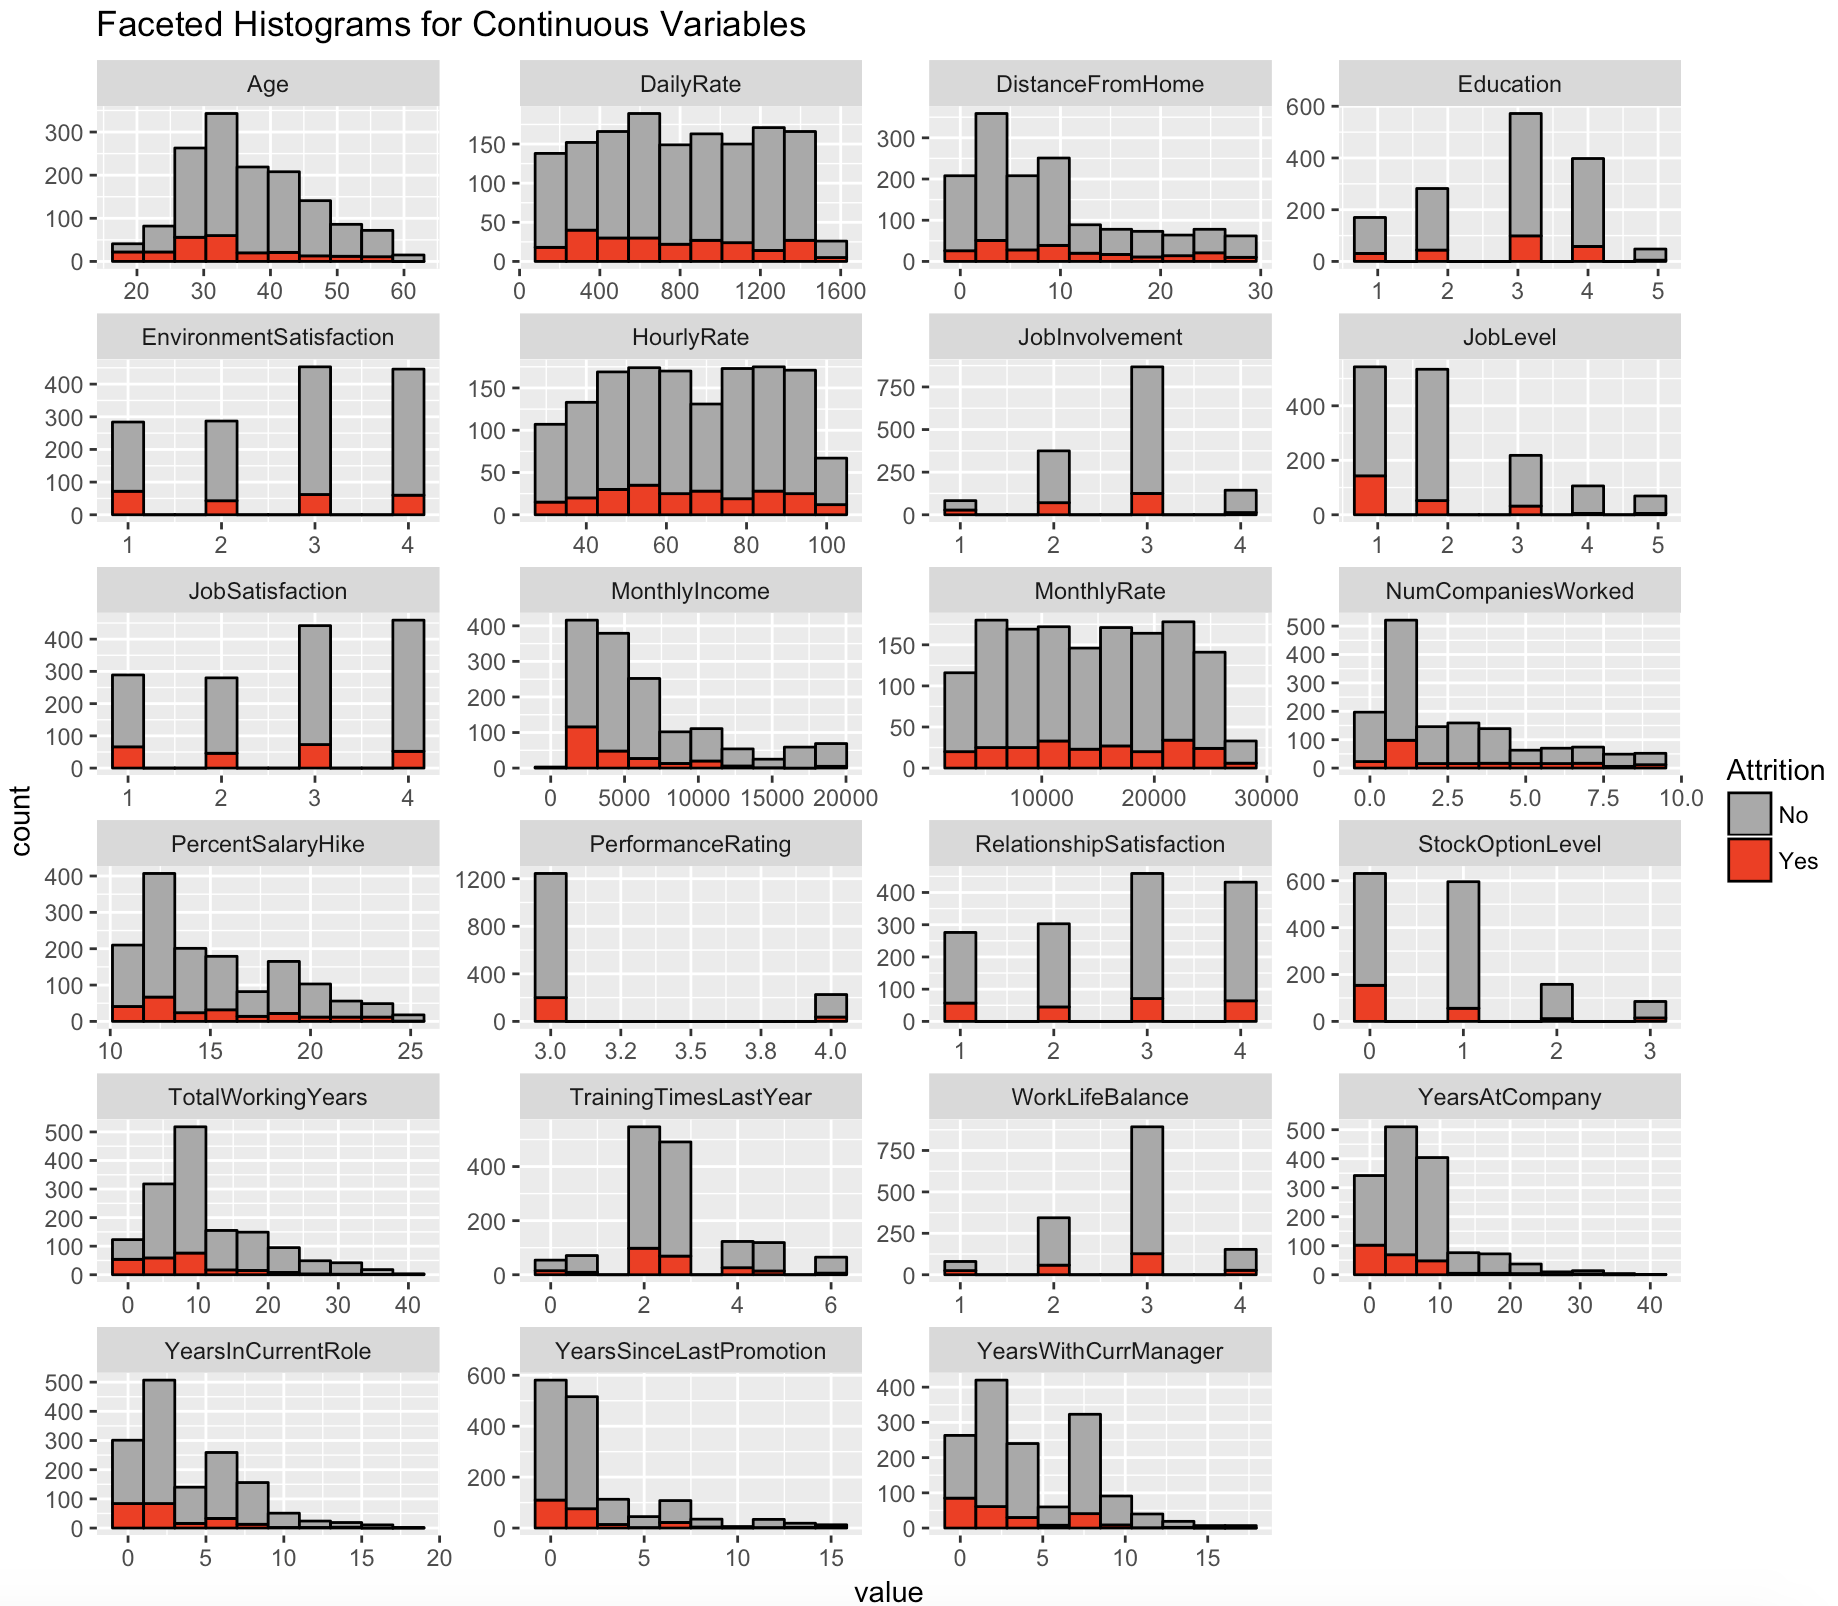 Faceted Histograms for Continuous Variables
Age DailyRate DistanceFromHome Education
300
200
100
0
20 30 40 50 60
150
100
50
0
0 400 800 1200 1600
300
200
100
0
0 10 20 30
600
400
200
0
1 2 3 4 5
EnvironmentSatisfaction HourlyRate JobInvolvement JobLevel
400
300
200
100
0
1 2 3 4
150
100
50
0
40 60 80 100
750
500
250
0
1 2 3 4
400
200
0
1 2 3 4 5
JobSatisfaction MonthlyIncome MonthlyRate NumCompaniesWorked
400
300
200
100
0
1 2 3 4
400
300
200
100
0
0 5000 10000 15000 20000
150
100
50
0
10000 20000 30000
500
400
300
200
100
0
0.0 2.5 5.0 7.5 10.0
PercentSalaryHike PerformanceRating RelationshipSatisfaction StockOptionLevel
400
300
200
100
0
10 15 20 25
1200
800
400
0
3.0 3.2 3.5 3.8 4.0
400
300
200
100
0
1 2 3 4
600
400
200
0
0 1 2 3
TotalWorkingYears TrainingTimesLastYear WorkLifeBalance YearsAtCompany
500
400
300
200
100
0
0 10 20 30 40
400
200
0
0 2 4 6
750
500
250
0
1 2 3 4
500
400
300
200
100
0
0 10 20 30 40
YearsInCurrentRole YearsSinceLastPromotion YearsWithCurrManager
500
400
300
200
100
0
0 5 10 15 20
600
400
200
0
0 5 10 15
400
300
200
100
0
0 5 10 15
count
value
Attrition
No
Yes